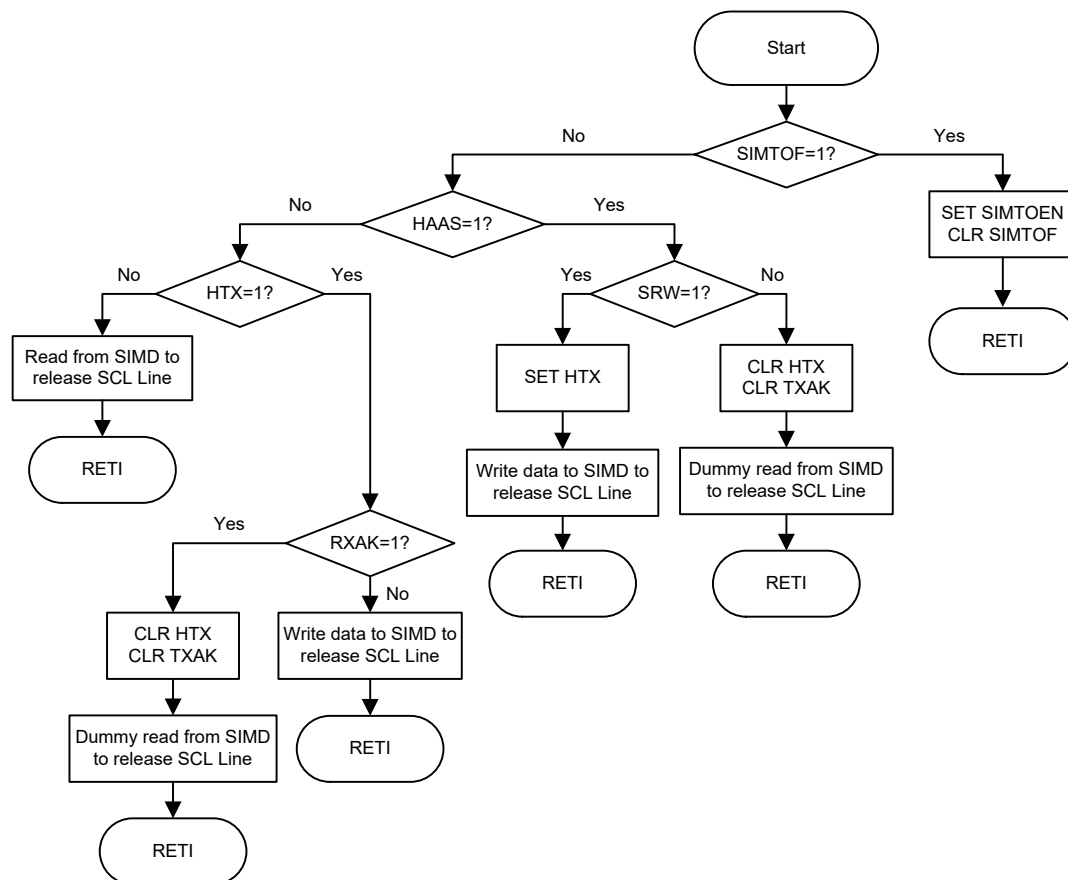 Start
SIMTOF=1?
No
Yes
HAAS=1?
No
Yes
SET SIMTOEN
CLR SIMTOF
HTX=1?
No
Yes
SRW=1?
Yes
No
RETI
Read from SIMD to
release SCL Line
SET HTX
CLR HTX
CLR TXAK
RETI
Write data to SIMD to
release SCL Line
Dummy read from SIMD
to release SCL Line
RXAK=1?
Yes
No
RETI
RETI
CLR HTX
CLR TXAK
Write data to SIMD to
release SCL Line
Dummy read from SIMD
to release SCL Line
RETI
RETI